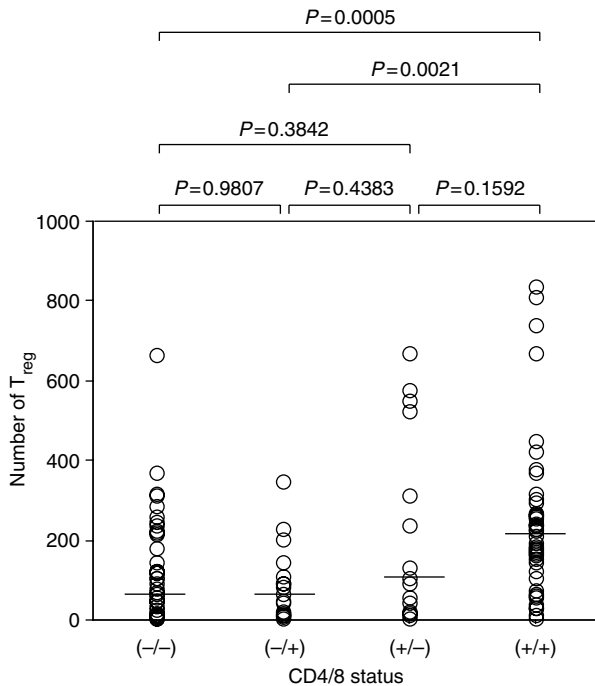 P=0.0005
P=0.0021
P=0.3842
P=0.9807 P=0.4383 P=0.1592
1000
800
600
400
200
0
Number of Treg
(−/−) (−/+) (+/−) (+/+)
CD4/8 status